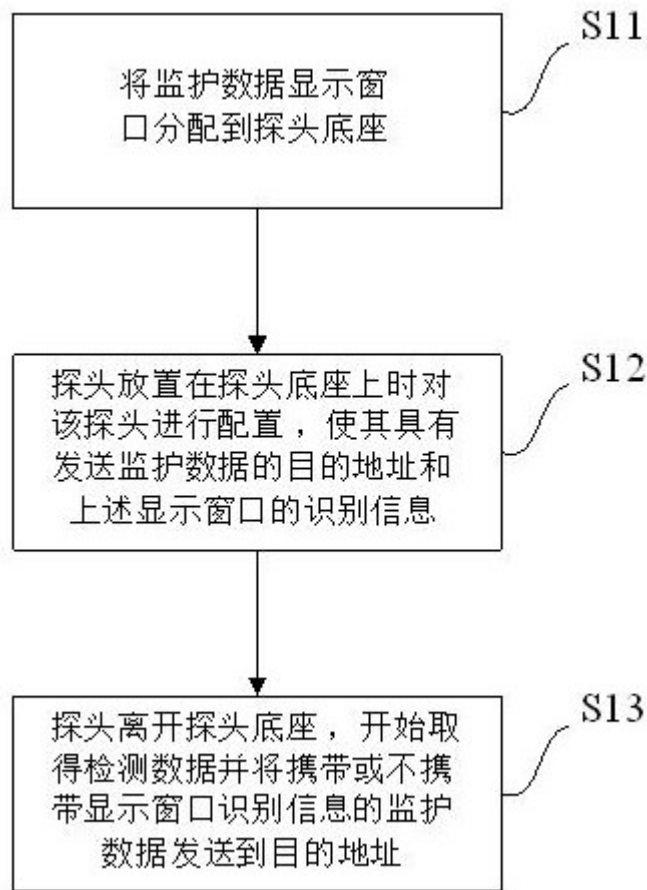 S11
将监护数据显示窗
口分配到探头底座
S12
探头放置在探头底座上时对
该探头进行配置，使其具有
发送监护数据的目的地址和
上述显示窗口的识别信息
S13
探头离开探头底座，开始取
得检测数据并将携带或不携
带显示窗口识别信息的监护
数据发送到目的地址